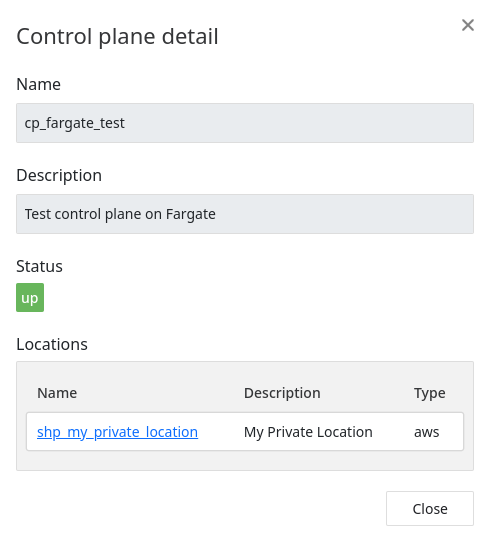 Control plane detail
Name
cp_fargate_test
Description
Test control plane on Fargate
Status
up
Locations
Name Description Type
shp_my_private_location My Private Location aws
Close